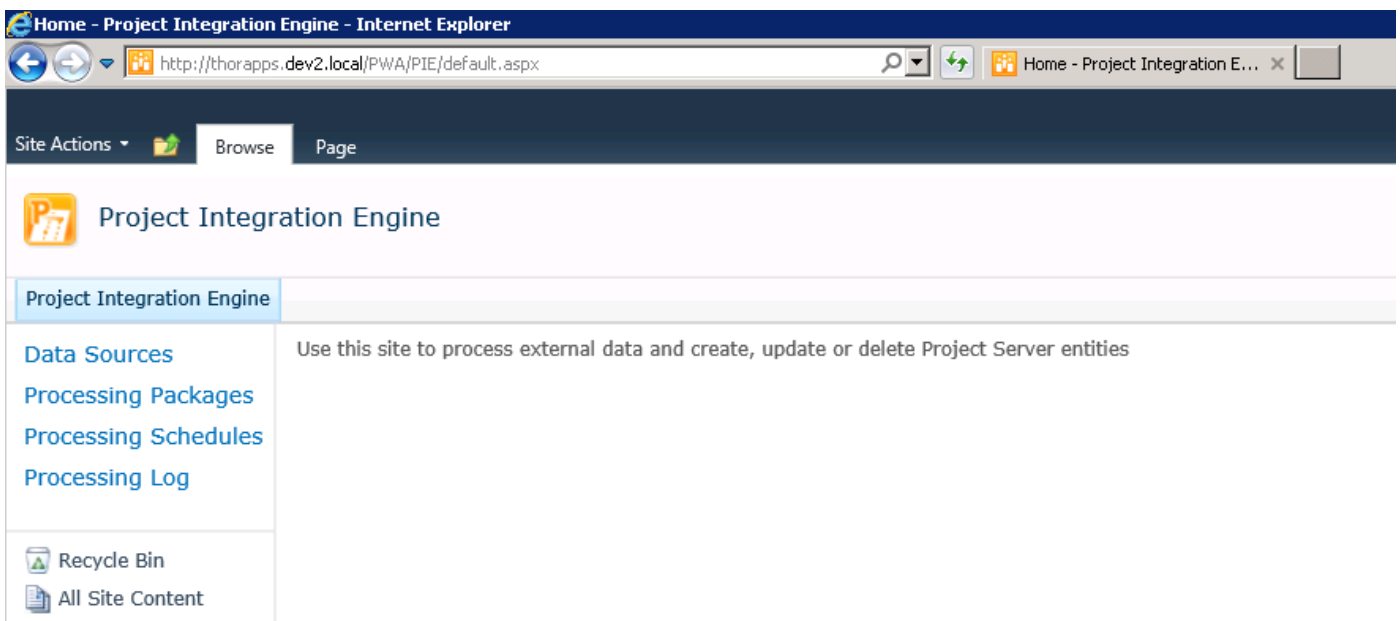 Home - Project Integration Engine - Internet Explorer
http://thorapps.dev2.local/PWA/PIE/default.aspx
Home - Project Integration E...
Site Actions
Browse
Page
Project Integration Engine
Project Integration Engine
Data Sources
Use this site to process external data and create, update or delete Project Server entities
Processing Packages
Processing Schedules
Processing Log
Recycle Bin
All Site Content